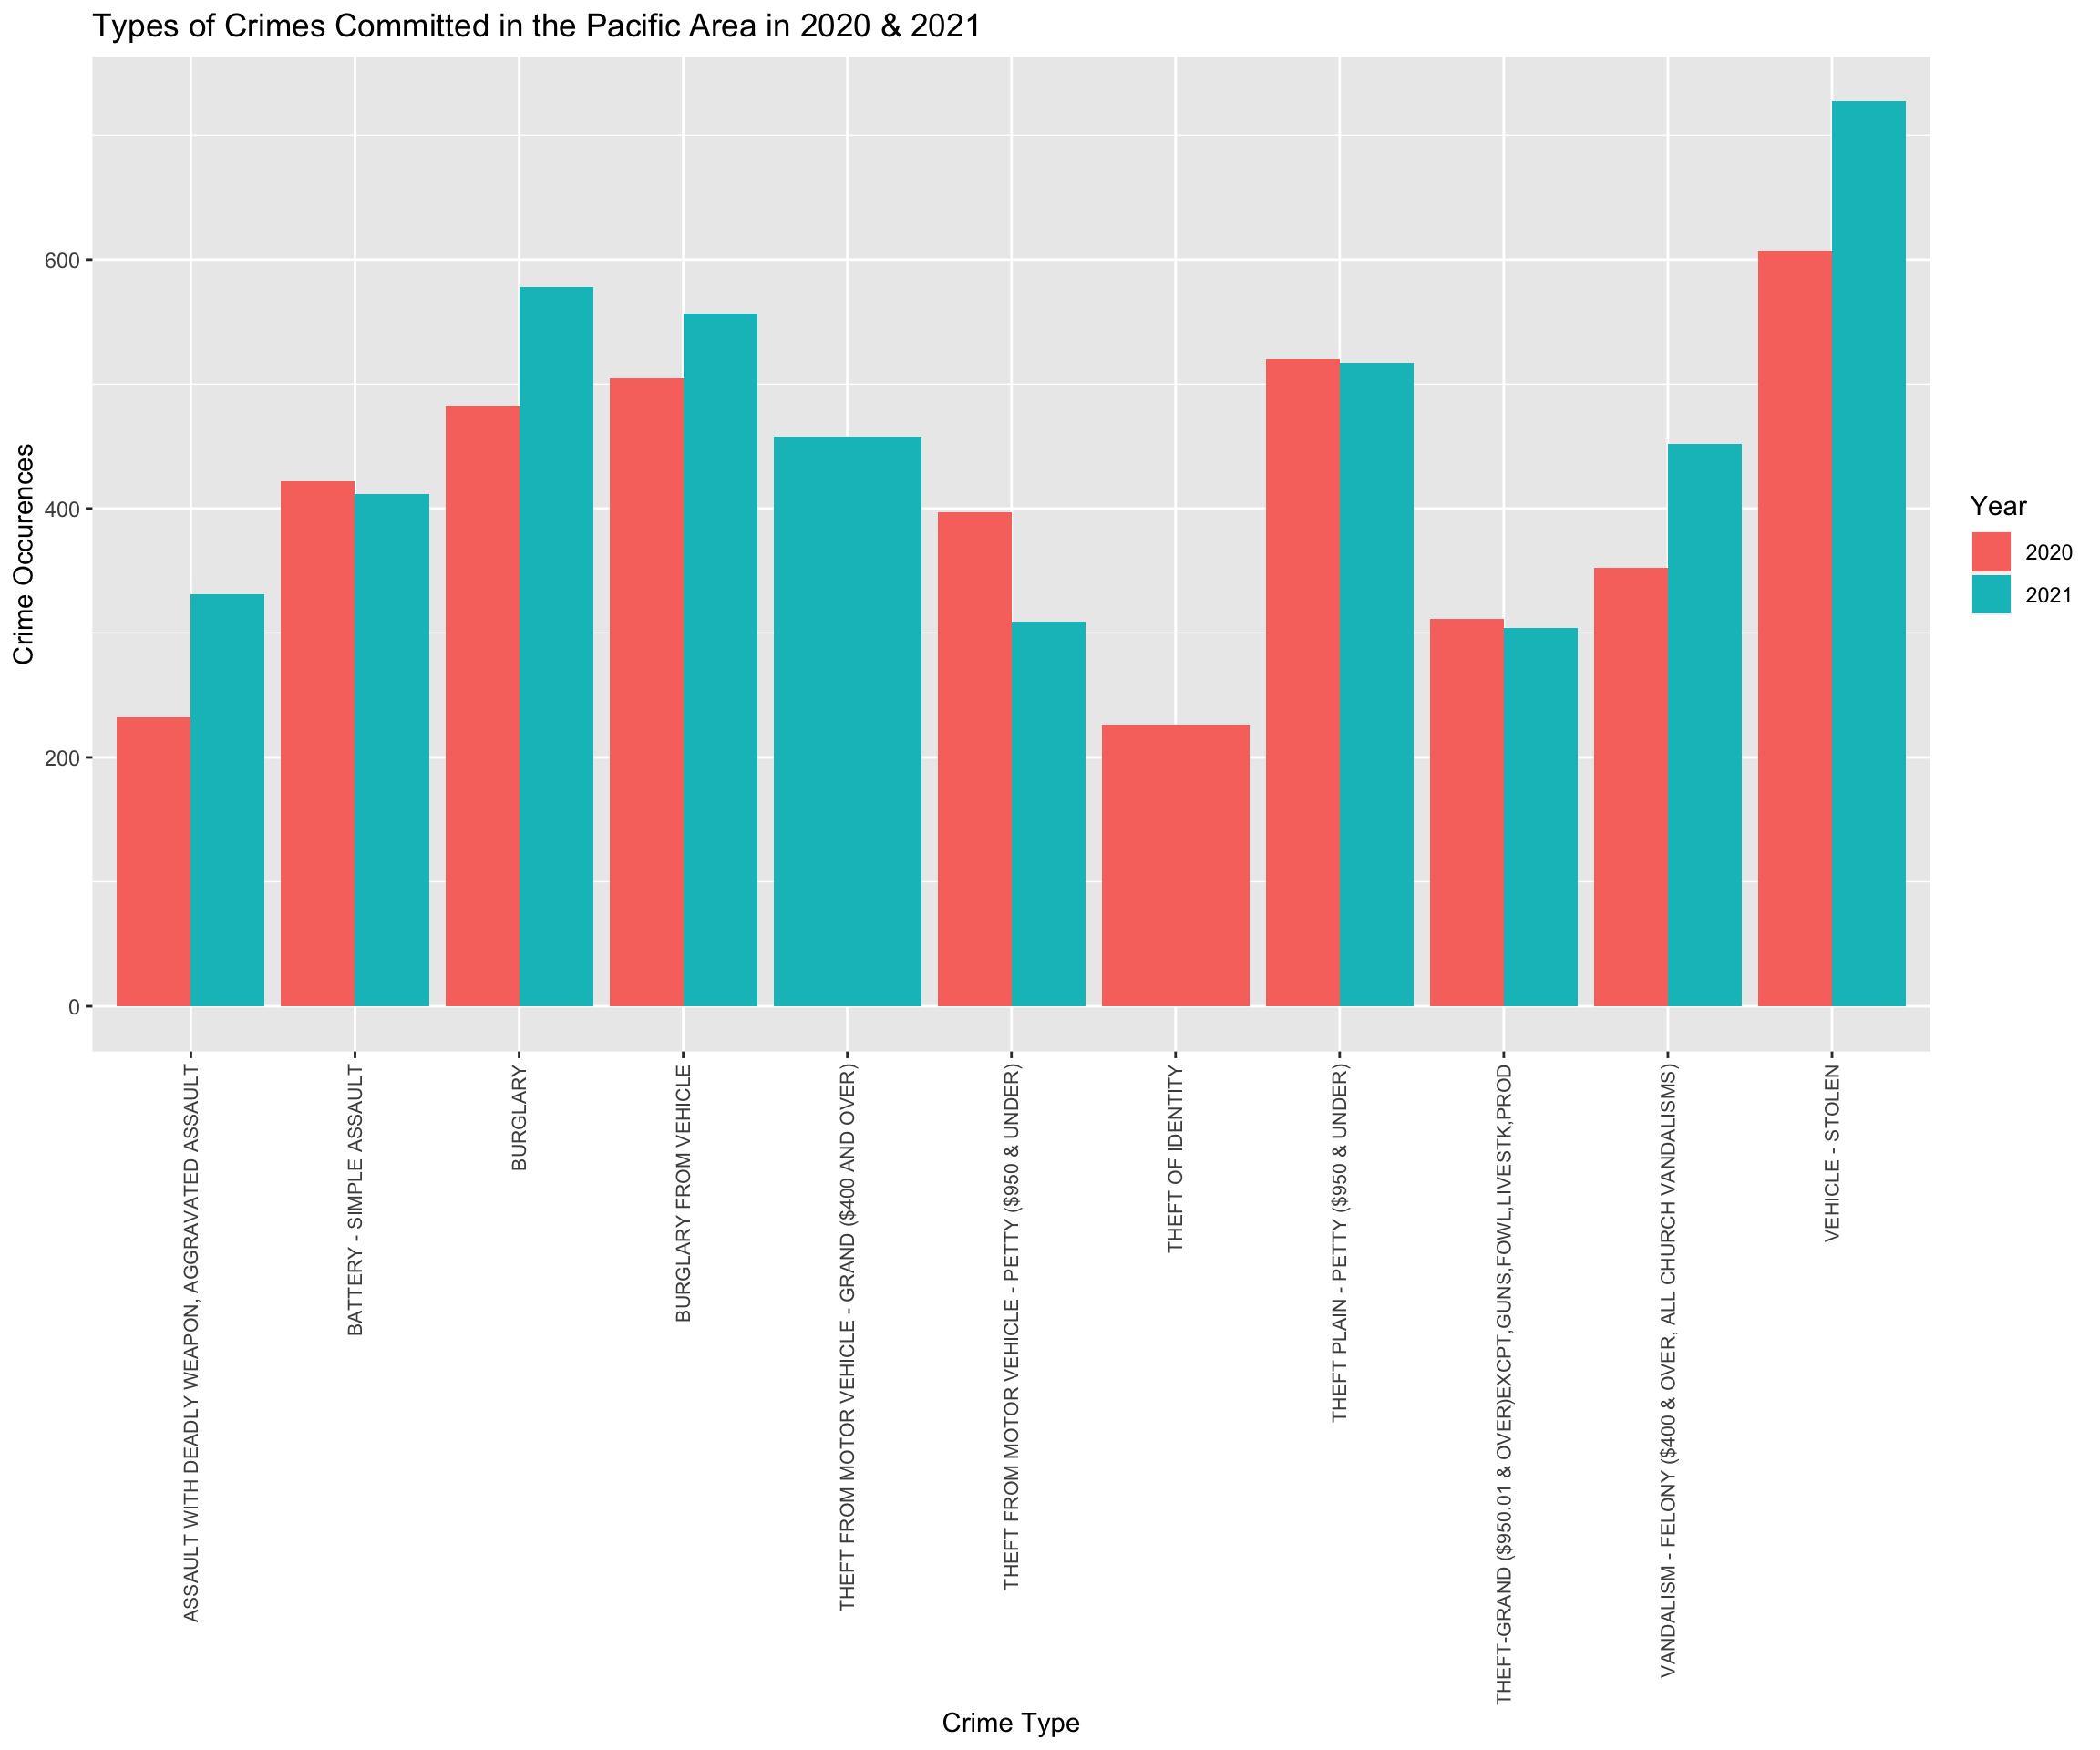 Types of Crimes Committed in the Pacific Area in 2020 & 2021
Crime Occurences
600
400
200
0
ASSAULT WITH DEADLY WEAPON, AGGRAVATED ASSAULT
BATTERY - SIMPLE ASSAULT
BURGLARY
BURGLARY FROM VEHICLE
THEFT FROM MOTOR VEHICLE - GRAND ($400 AND OVER)
THEFT FROM MOTOR VEHICLE - PETTY ($950 & UNDER)
THEFT OF IDENTITY
THEFT PLAIN - PETTY ($950 & UNDER)
THEFT-GRAND ($950.01 & OVER)EXCPT,GUNS,FOWL,LIVESTK,PROD
VANDALISM - FELONY ($400 & OVER, ALL CHURCH VANDALISMS)
VEHICLE - STOLEN
Crime Type
Year
2020
2021